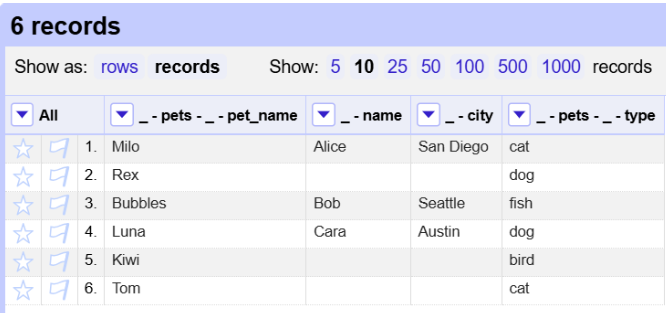 6 records
Show as: rows records Show: 5 10 25 50 100 500 1000 records
All _ - pets - _ - pet_name _ - name _ - city _ - pets - _ - type
1. Milo Alice San Diego cat
2. Rex dog
3. Bubbles Bob Seattle fish
4. Luna Cara Austin dog
5. Kiwi bird
6. Tom cat